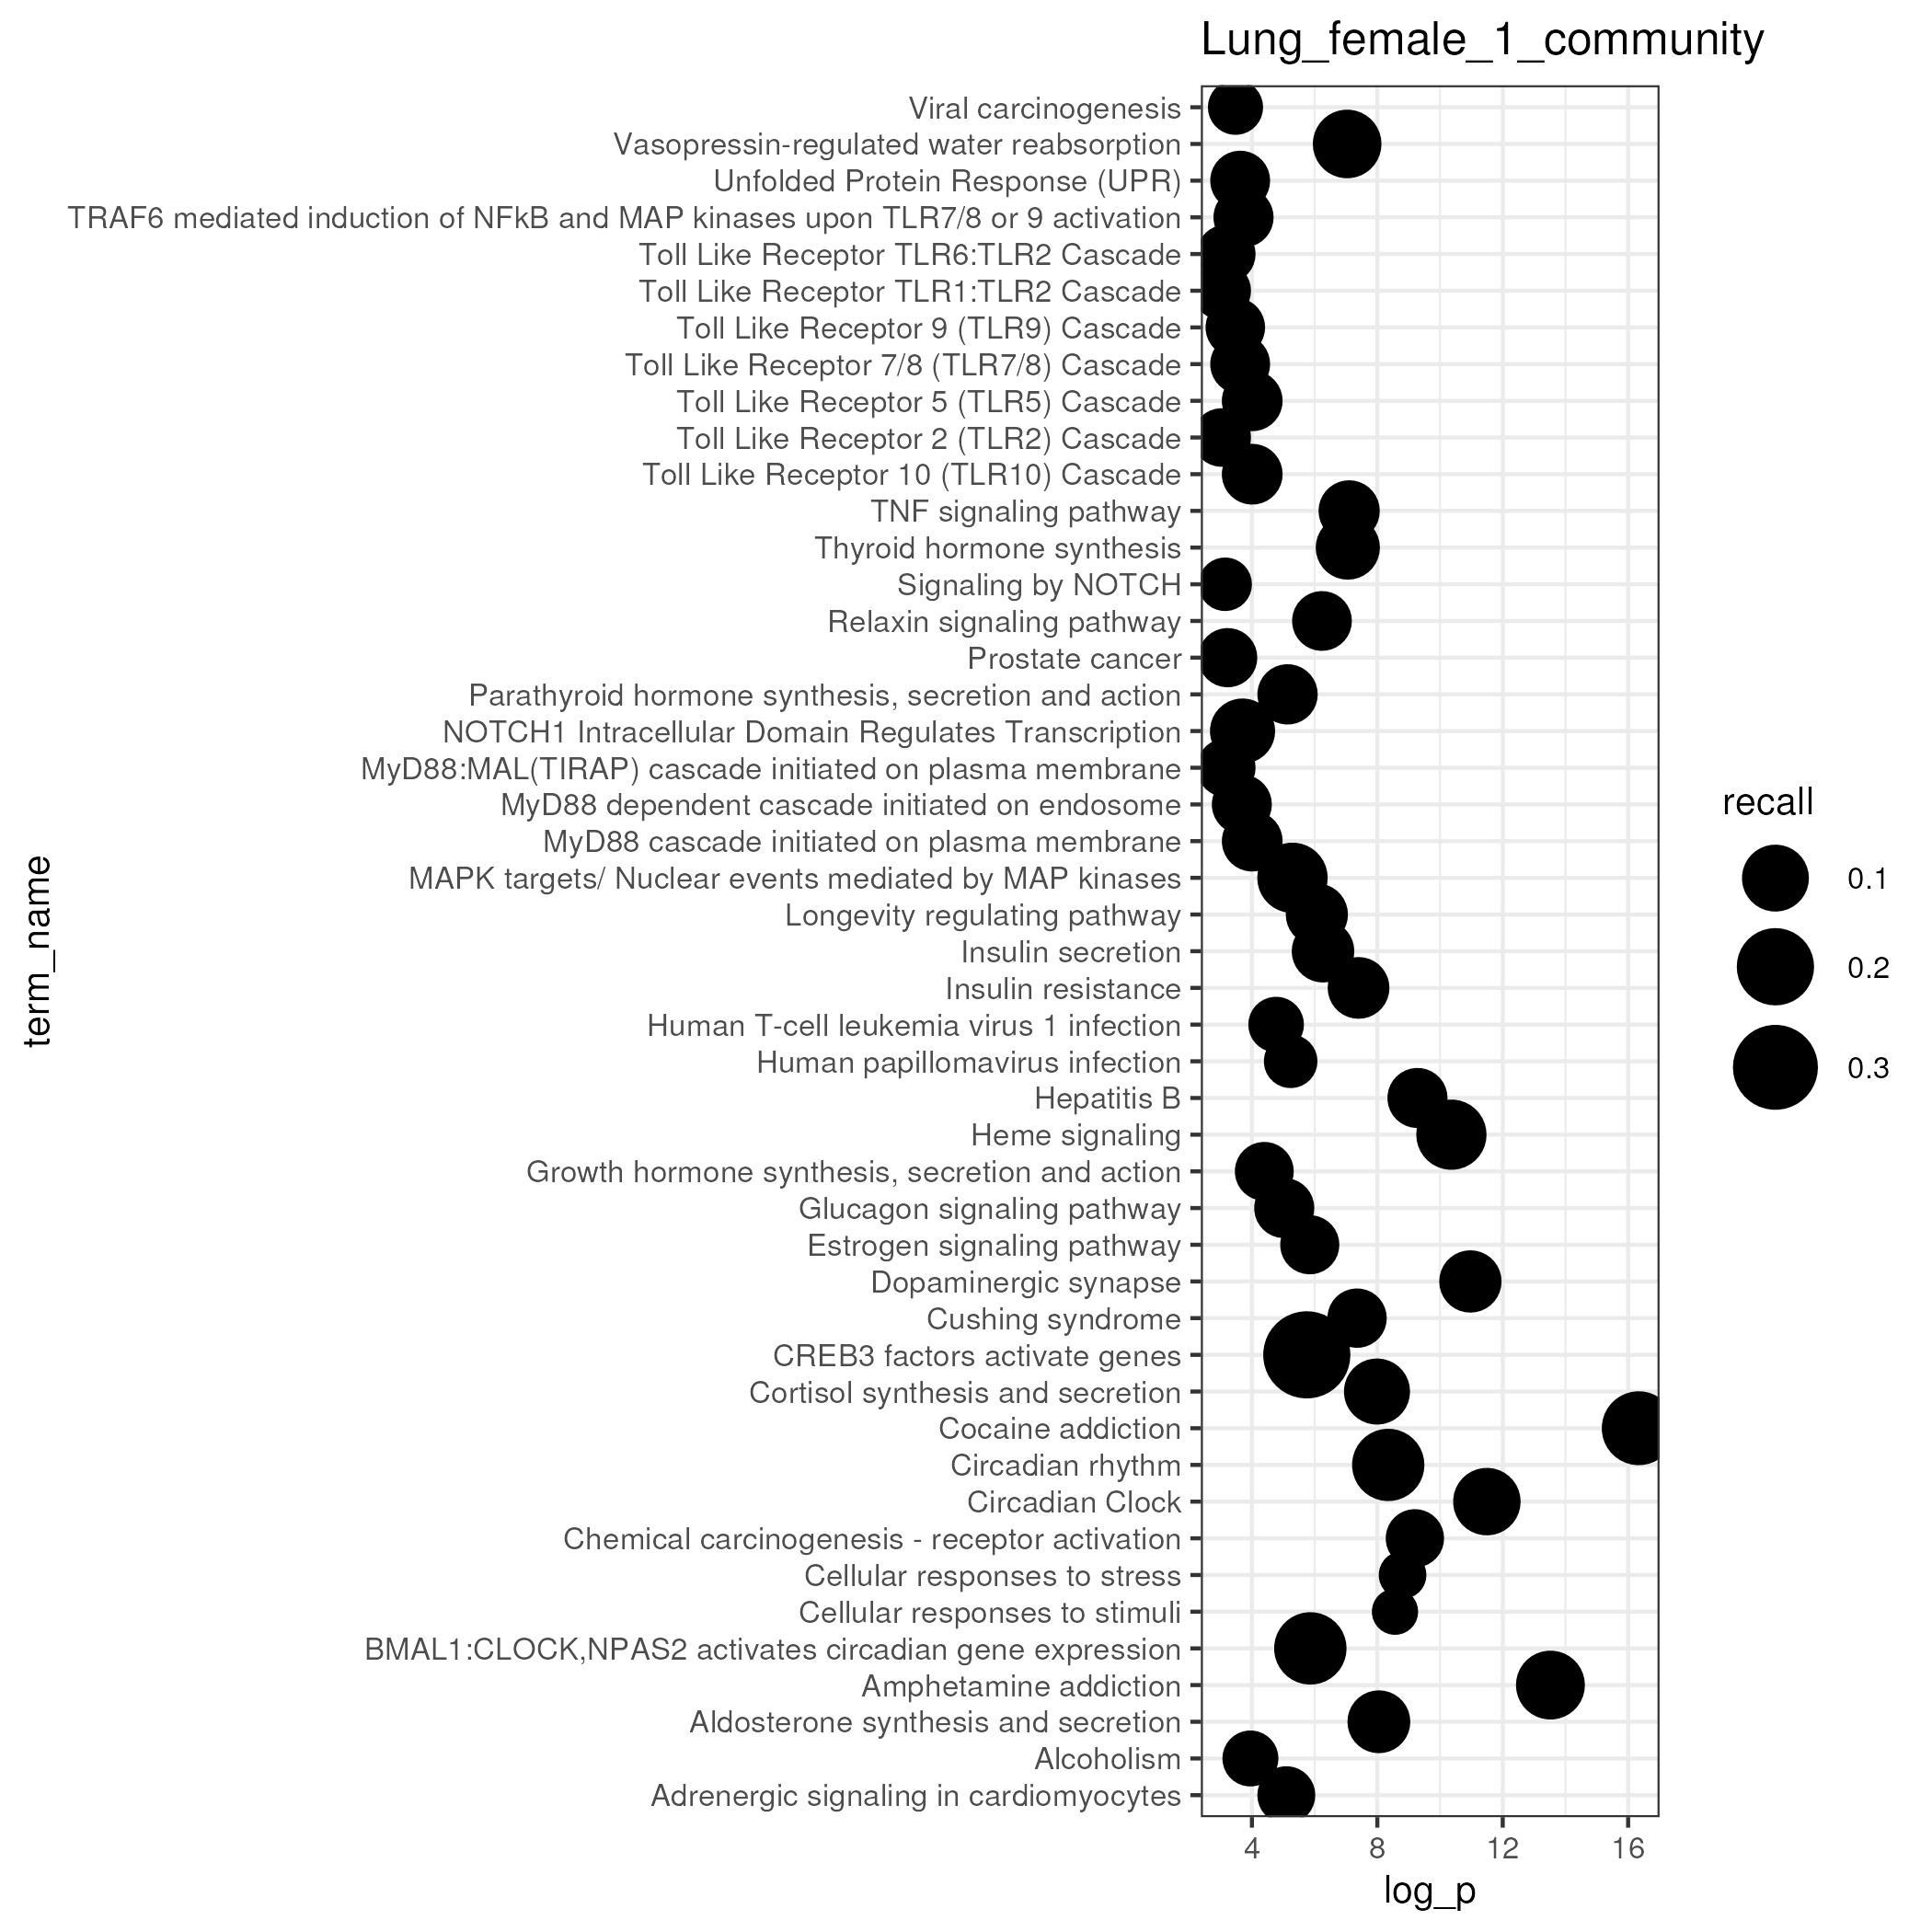 Lung_female_1_community
term_name
Viral carcinogenesis
Vasopressin-regulated water reabsorption
Unfolded Protein Response (UPR)
TRAF6 mediated induction of NFkB and MAP kinases upon TLR7/8 or 9 activation
Toll Like Receptor TLR6:TLR2 Cascade
Toll Like Receptor TLR1:TLR2 Cascade
Toll Like Receptor 9 (TLR9) Cascade
Toll Like Receptor 7/8 (TLR7/8) Cascade
Toll Like Receptor 5 (TLR5) Cascade
Toll Like Receptor 2 (TLR2) Cascade
Toll Like Receptor 10 (TLR10) Cascade
TNF signaling pathway
Thyroid hormone synthesis
Signaling by NOTCH
Relaxin signaling pathway
Prostate cancer
Parathyroid hormone synthesis, secretion and action
NOTCH1 Intracellular Domain Regulates Transcription
MyD88:MAL(TIRAP) cascade initiated on plasma membrane
MyD88 dependent cascade initiated on endosome
MyD88 cascade initiated on plasma membrane
MAPK targets/ Nuclear events mediated by MAP kinases
Longevity regulating pathway
Insulin secretion
Insulin resistance
Human T-cell leukemia virus 1 infection
Human papillomavirus infection
Hepatitis B
Heme signaling
Growth hormone synthesis, secretion and action
Glucagon signaling pathway
Estrogen signaling pathway
Dopaminergic synapse
Cushing syndrome
CREB3 factors activate genes
Cortisol synthesis and secretion
Cocaine addiction
Circadian rhythm
Circadian Clock
Chemical carcinogenesis - receptor activation
Cellular responses to stress
Cellular responses to stimuli
BMAL1:CLOCK,NPAS2 activates circadian gene expression
Amphetamine addiction
Aldosterone synthesis and secretion
Alcoholism
Adrenergic signaling in cardiomyocytes
4 8 12 16
log_p
recall
0.1
0.2
0.3